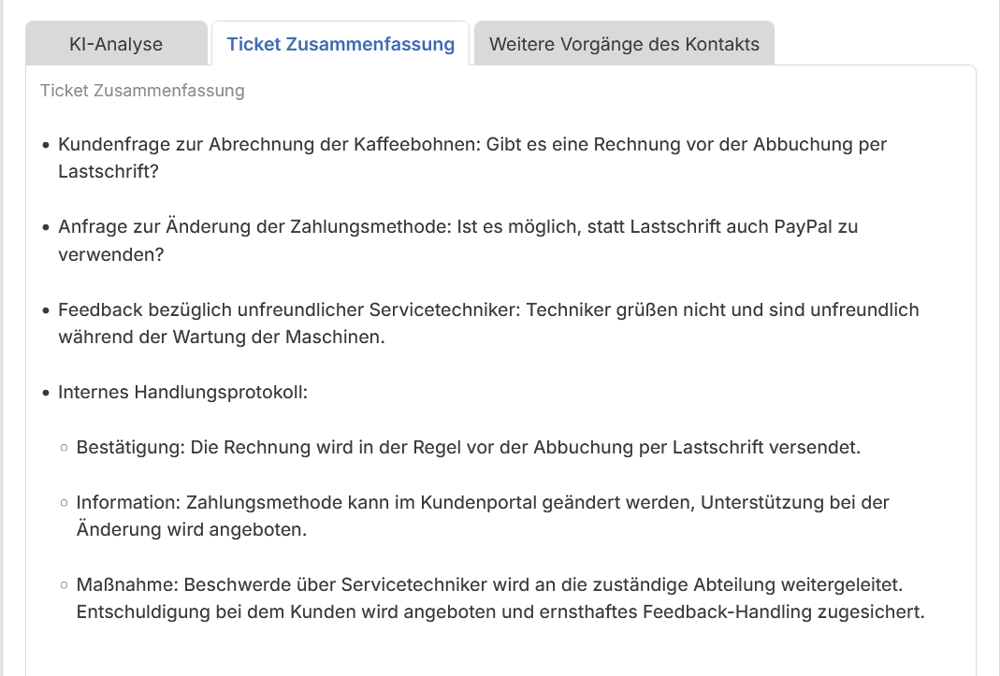 KI-Analyse
Ticket Zusammenfassung
Weitere Vorgänge des Kontakts
Ticket Zusammenfassung
• Kundenfrage zur Abrechnung der Kaffeebohnen: Gibt es eine Rechnung vor der Abbuchung per
Lastschrift?
• Anfrage zur Änderung der Zahlungsmethode: Ist es möglich, statt Lastschrift auch PayPal zu
verwenden?
• Feedback bezüglich unfreundlicher Servicetechniker: Techniker grüßen nicht und sind unfreundlich
während der Wartung der Maschinen.
• Internes Handlungsprotokoll:
○ Bestätigung: Die Rechnung wird in der Regel vor der Abbuchung per Lastschrift versendet.
○ Information: Zahlungsmethode kann im Kundenportal geändert werden, Unterstützung bei der
Änderung wird angeboten.
○ Maßnahme: Beschwerde über Servicetechniker wird an die zuständige Abteilung weitergeleitet.
Entschuldigung bei dem Kunden wird angeboten und ernsthaftes Feedback-Handling zugesichert.